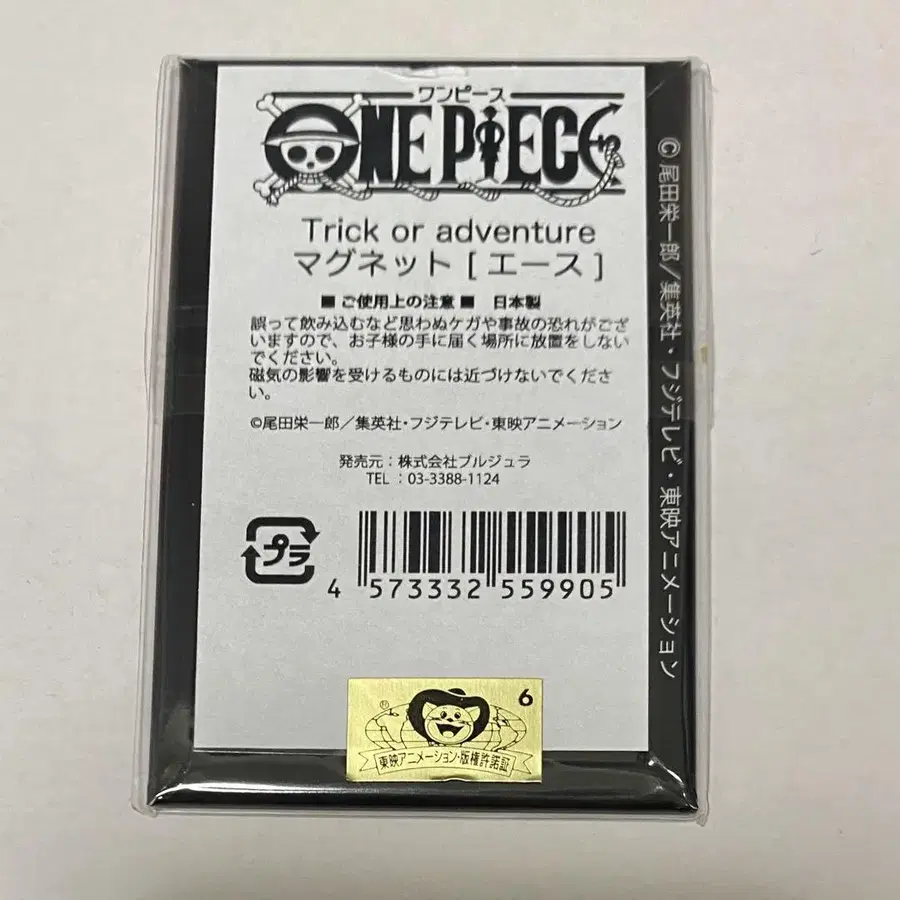 ワンピース
ONE PIECE
Trick or adventure
マグネット [ エース ]
■ ご使用上の注意 ■ 日本製
誤って飲み込むなど思わぬケガや事故の恐れがござ
いますので、お子様の手に届く場所に放置をしない
でください。
磁気の影響を受けるものには近づけないでくださ
い。
©尾田栄一郎／集英社・フジテレビ・東映アニメーション
発売元：株式会社ブルジュラ
TEL ：03-3388-1124
プラ
4 573332 559905
6
®
東映アニメーション・版権許諾証
© 尾田栄一郎／集英社・フジテレビ・東映アニメーション